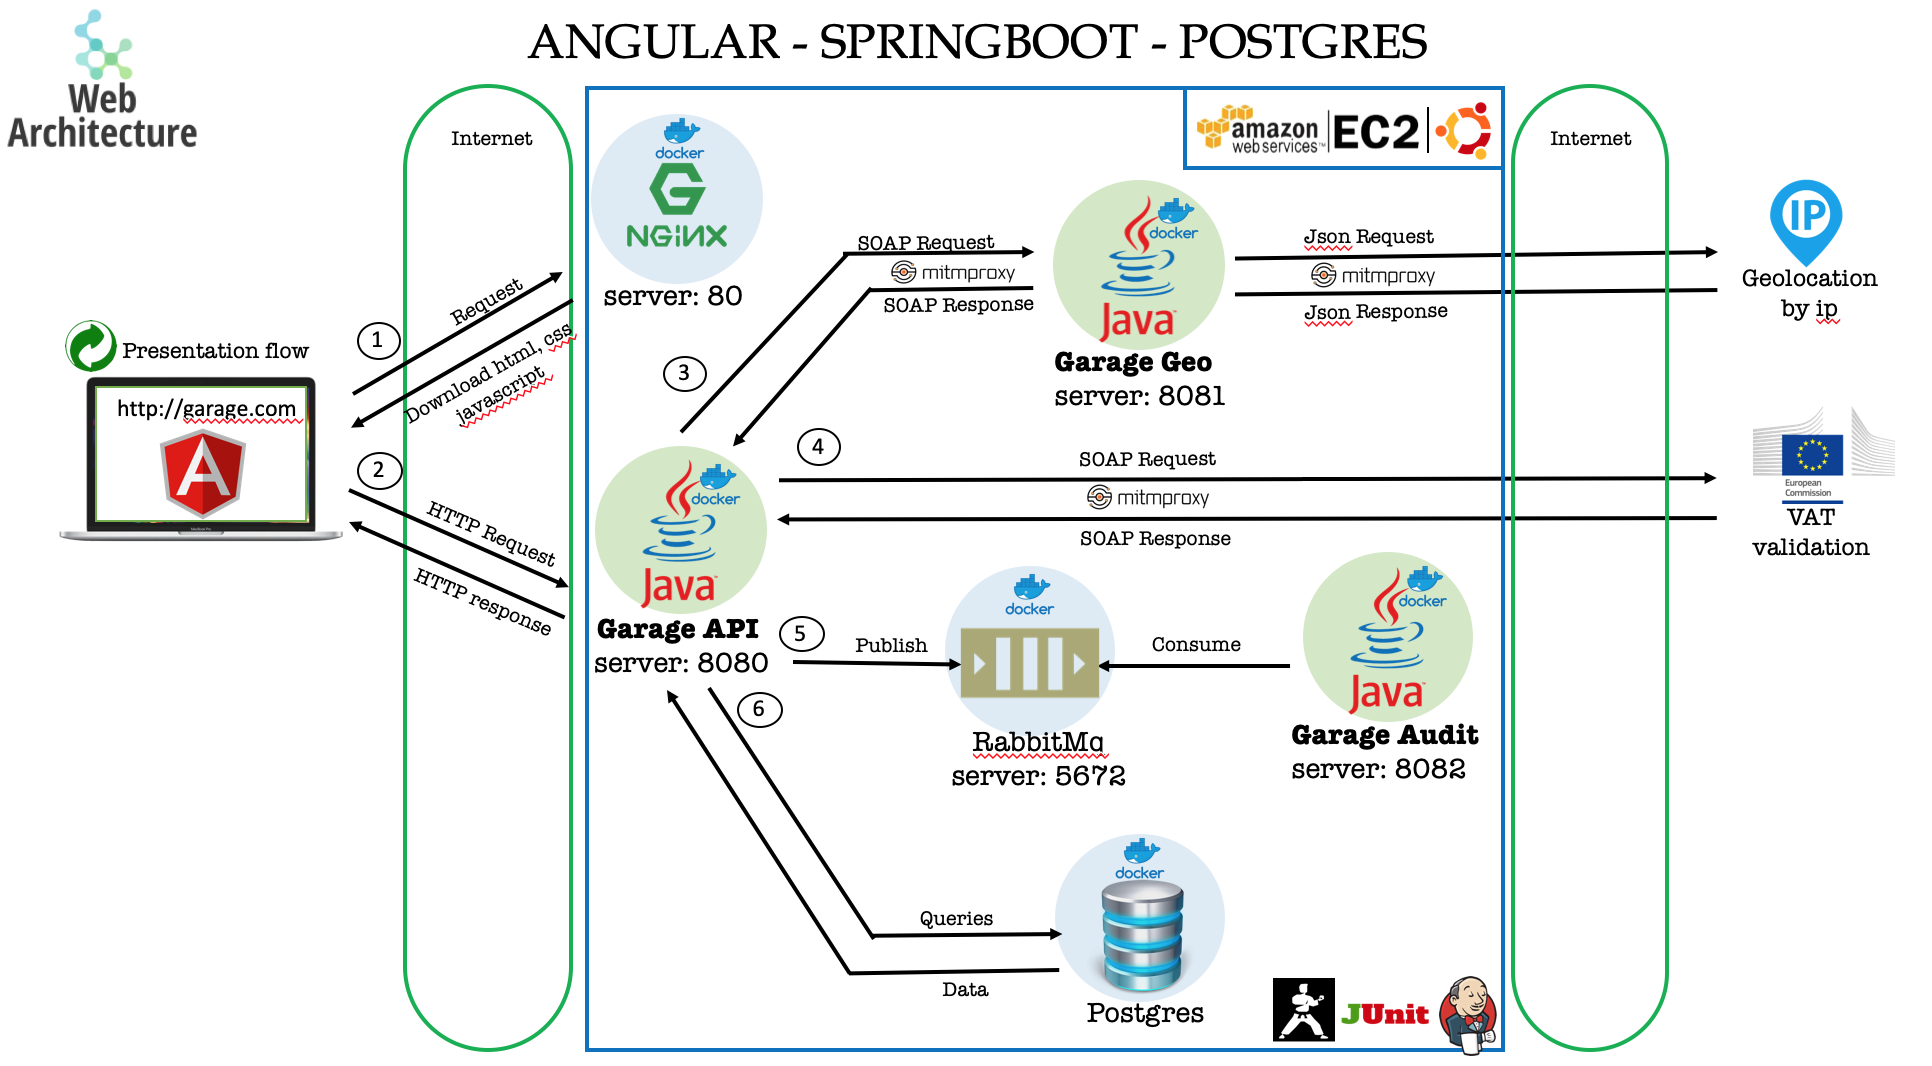 ANGULAR - SPRINGBOOT - POSTGRES
Web
Architecture
Internet
docker
NGINX
server: 80
amazon
web services™
EC2
Internet
IP
Geolocation
by ip
Request
1
Download html, css
javascript
Presentation flow
http://garage.com
A
2
HTTP Request
HTTP response
3
SOAP Request
mitmproxy
SOAP Response
docker
Java™
Garage Geo
server: 8081
Json Request
mitmproxy
Json Response
4
SOAP Request
mitmproxy
SOAP Response
European
Commission
VAT
validation
docker
Java™
Garage API
server: 8080
5
Publish
docker
RabbitMq
server: 5672
Consume
docker
Java™
Garage Audit
server: 8082
6
Queries
Data
docker
Postgres
JUnit